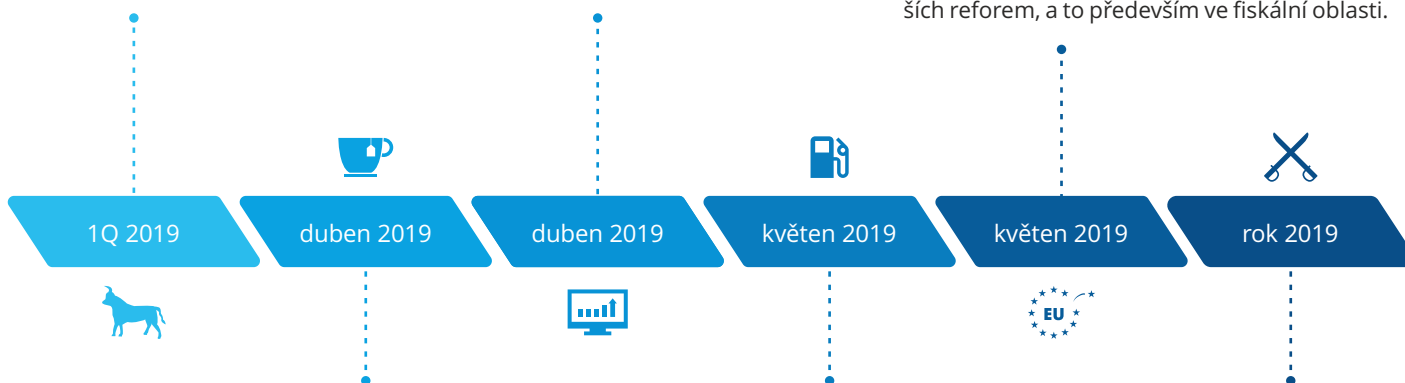 ších reforem, a to především ve fiskální oblasti.
1Q 2019
duben 2019
duben 2019
květen 2019
květen 2019
rok 2019
EU